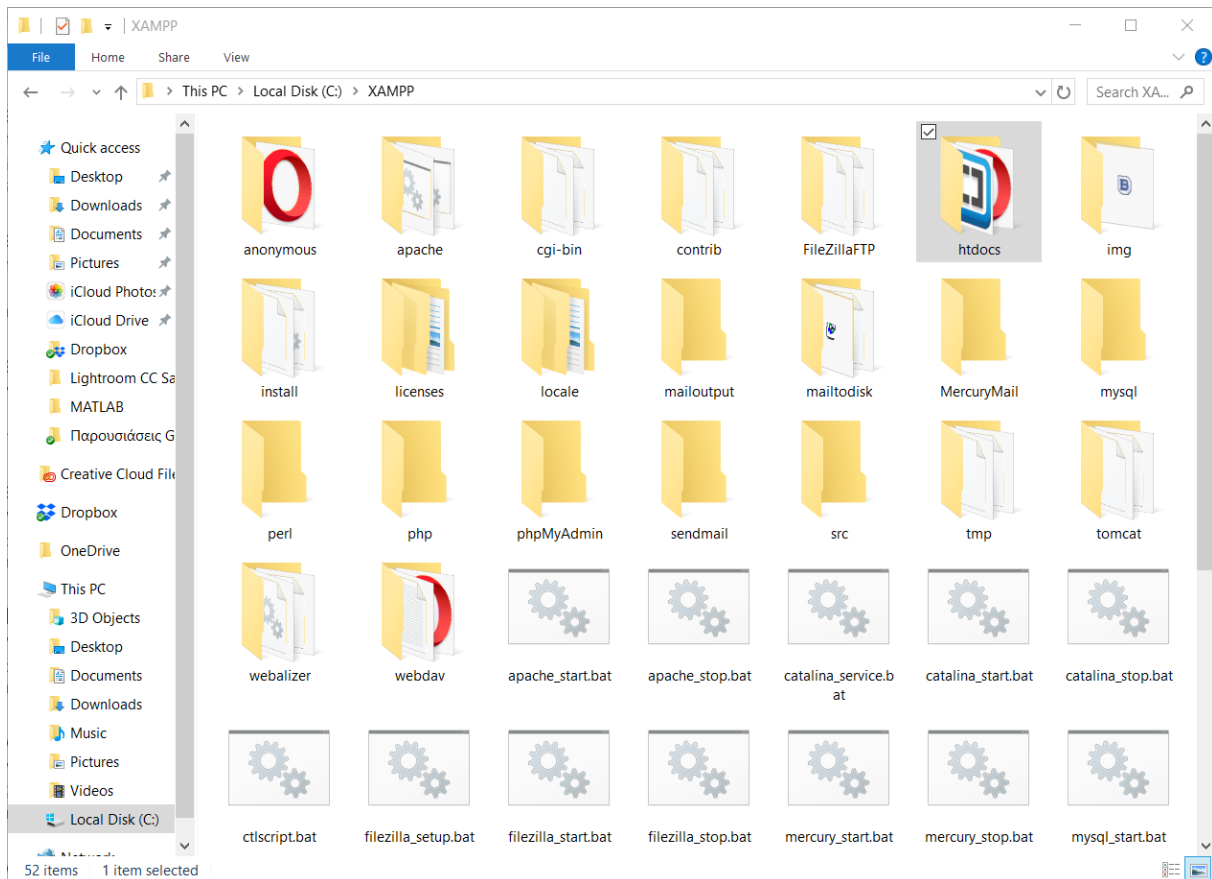 XAMPP
File Home Share View
This PC > Local Disk (C:) > XAMPP
Search XA...
Quick access
Desktop
Downloads
Documents
Pictures
iCloud Photos
iCloud Drive
Dropbox
Lightroom CC Sa
MATLAB
Παρουσιάσεις G
Creative Cloud File
Dropbox
OneDrive
This PC
3D Objects
Desktop
Documents
Downloads
Music
Pictures
Videos
Local Disk (C:)
anonymous apache cgi-bin contrib FileZillaFTP htdocs img
install licenses locale mailoutput mailtodisk MercuryMail mysql
perl php phpMyAdmin sendmail src tmp tomcat
webalizer webdav apache_start.bat apache_stop.bat catalina_service.b catalina_start.bat catalina_stop.bat
at
ctlscript.bat filezilla_setup.bat filezilla_start.bat filezilla_stop.bat mercury_start.bat mercury_stop.bat mysql_start.bat
52 items 1 item selected